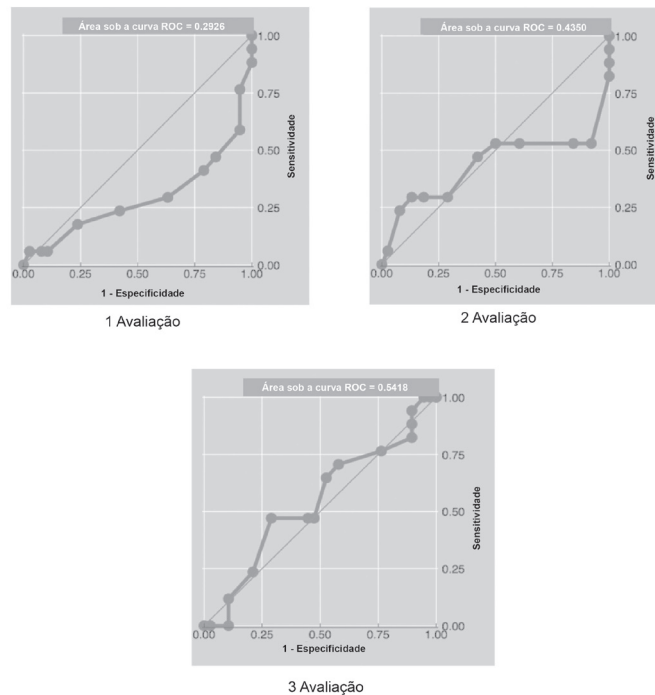 Área sob a curva ROC = 0.2926
1.00
0.75
0.50
0.25
0.00
Sensitividade
0.00 0.25 0.50 0.75 1.00
1 - Especificidade
1 Avaliação
Área sob a curva ROC = 0.4350
1.00
0.75
0.50
0.25
0.00
Sensitividade
0.00 0.25 0.50 0.75 1.00
1 - Especificidade
2 Avaliação
Área sob a curva ROC = 0.5418
1.00
0.75
0.50
0.25
0.00
Sensitividade
0.00 0.25 0.50 0.75 1.00
1 - Especificidade
3 Avaliação